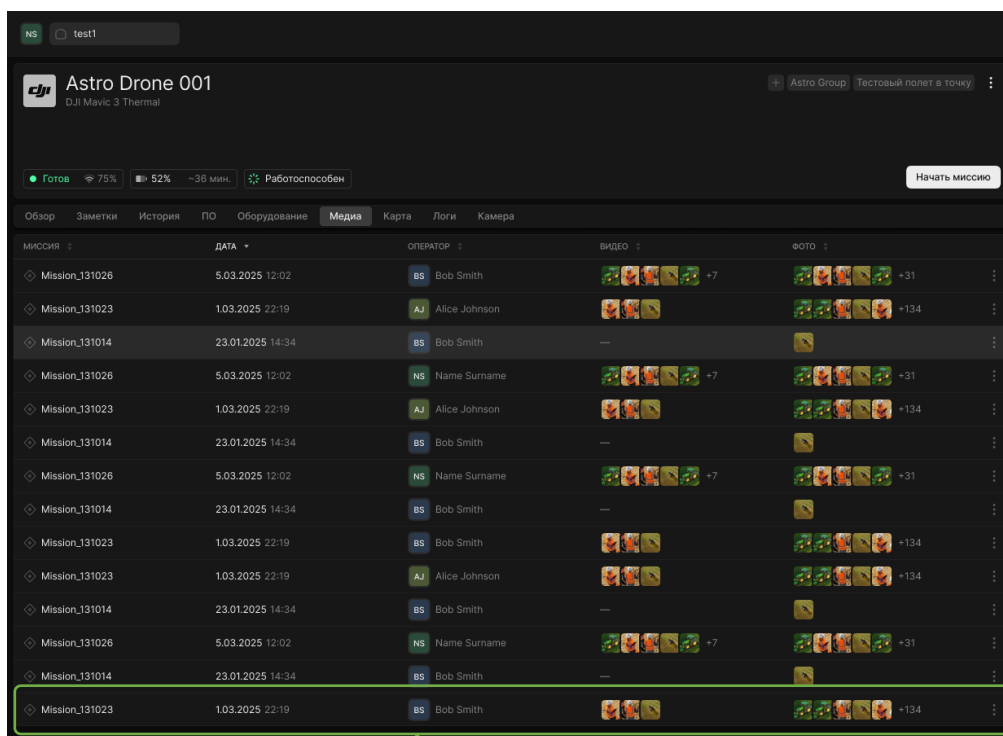 NS test1
dji Astro Drone 001 + Astro Group Тестовый полет в точку
DJI Mavic 3 Thermal
Готов 75% 52% ~36 мин. Работоспособен Начать миссию
Обзор Заметки История ПО Оборудование Медиа Карта Логи Камера
МИССИЯ ДАТА ОПЕРАТОР ВИДЕО ФОТО
Mission_131026 5.03.2025 12:02 BS Bob Smith +7 +31
Mission_131023 1.03.2025 22:19 AJ Alice Johnson +134
Mission_131014 23.01.2025 14:34 BS Bob Smith —
Mission_131026 5.03.2025 12:02 NS Name Surname +7 +31
Mission_131023 1.03.2025 22:19 AJ Alice Johnson +134
Mission_131014 23.01.2025 14:34 BS Bob Smith —
Mission_131026 5.03.2025 12:02 NS Name Surname +7 +31
Mission_131014 23.01.2025 14:34 BS Bob Smith —
Mission_131023 1.03.2025 22:19 BS Bob Smith +134
Mission_131023 1.03.2025 22:19 AJ Alice Johnson +134
Mission_131014 23.01.2025 14:34 BS Bob Smith —
Mission_131026 5.03.2025 12:02 NS Name Surname +7 +31
Mission_131014 23.01.2025 14:34 BS Bob Smith —
Mission_131023 1.03.2025 22:19 BS Bob Smith +134